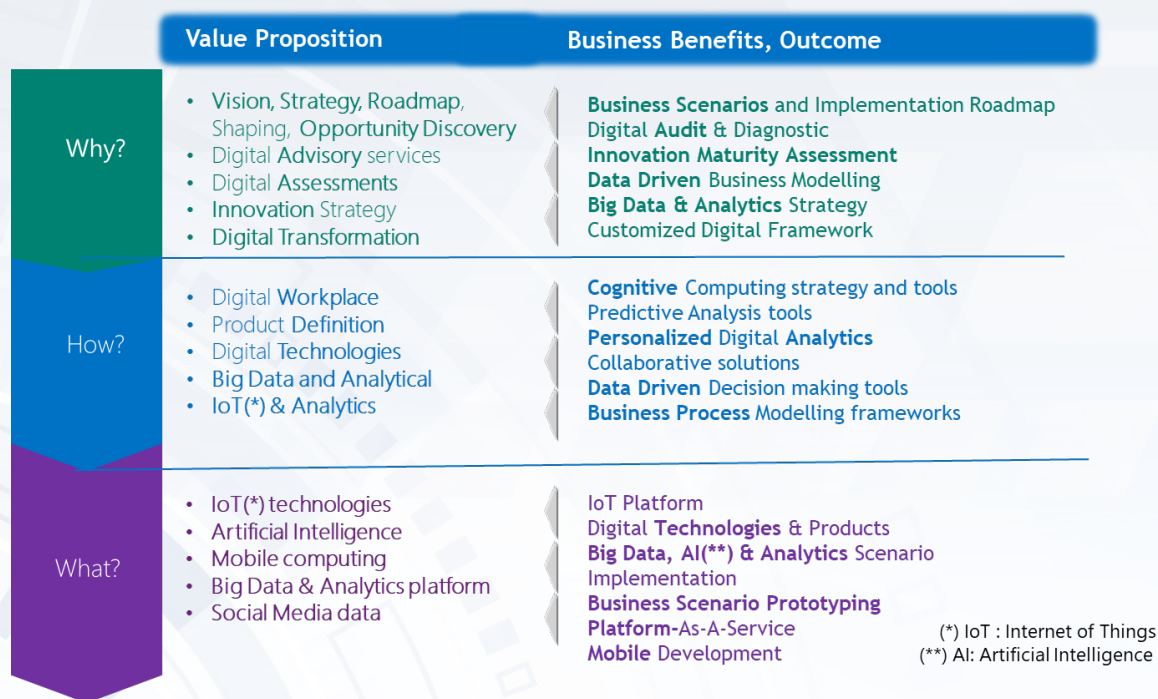 Value Proposition
Business Benefits, Outcome
Why?
• Vision, Strategy, Roadmap,
Shaping, Opportunity Discovery
• Digital Advisory services
• Digital Assessments
• Innovation Strategy
• Digital Transformation
Business Scenarios and Implementation Roadmap
Digital Audit & Diagnostic
Innovation Maturity Assessment
Data Driven Business Modelling
Big Data & Analytics Strategy
Customized Digital Framework
How?
• Digital Workplace
• Product Definition
• Digital Technologies
• Big Data and Analytical
• IoT(*) & Analytics
Cognitive Computing strategy and tools
Predictive Analysis tools
Personalized Digital Analytics
Collaborative solutions
Data Driven Decision making tools
Business Process Modelling frameworks
What?
• IoT(*) technologies
• Artificial Intelligence
• Mobile computing
• Big Data & Analytics platform
• Social Media data
IoT Platform
Digital Technologies & Products
Big Data, AI(**) & Analytics Scenario
Implementation
Business Scenario Prototyping
Platform-As-A-Service
Mobile Development
(*) IoT : Internet of Things
(**) AI: Artificial Intelligence